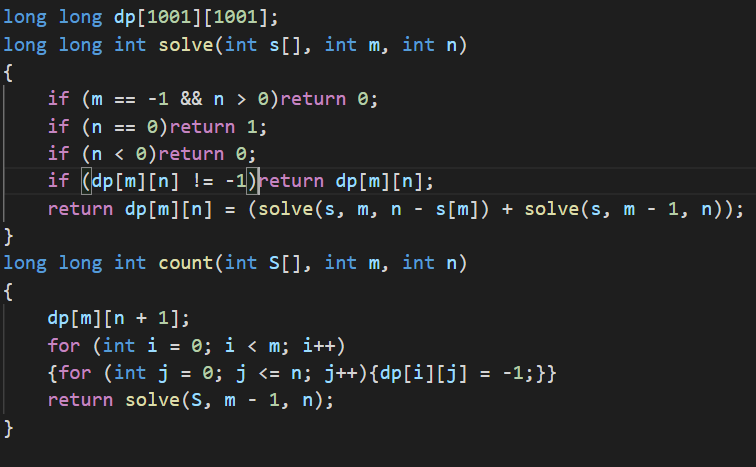 long long dp[1001][1001];
long long int solve(int s[], int m, int n)
{
    if (m == -1 && n > 0)return 0;
    if (n == 0)return 1;
    if (n < 0)return 0;
    if (dp[m][n] != -1)return dp[m][n];
    return dp[m][n] = (solve(s, m, n - s[m]) + solve(s, m - 1, n));
}
long long int count(int S[], int m, int n)
{
    dp[m][n + 1];
    for (int i = 0; i < m; i++)
    {for (int j = 0; j <= n; j++){dp[i][j] = -1;}}
    return solve(S, m - 1, n);
}